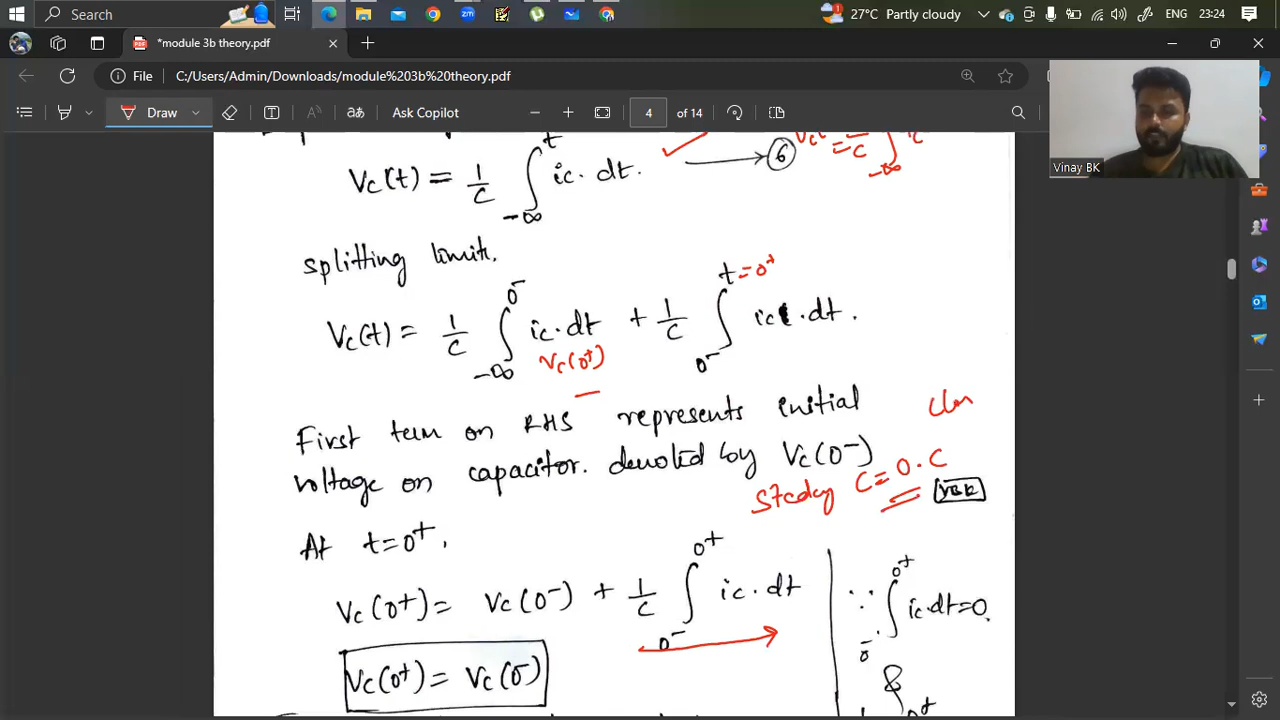 Search
27°C Partly cloudy
ENG
23:24
*module 3b theory.pdf
File
C:/Users/Admin/Downloads/module%203b%20theory.pdf
Draw
aあ
Ask Copilot
4 of 14
Vinay BK
Vc(t) = 1/C ∫_{-∞}^{t} ic. dt. → ⑥
splitting limit.
t = 0⁺
Vc(t) = 1/C ∫_{-∞}^{0⁻} ic. dt + 1/C ∫_{0⁻}^{t} ic . dt.
Vc(0⁺)
First term on RHS represents initial
voltage on capacitor. denoted by Vc(0⁻)
Steday C = O.C
VBK
At t=0⁺,
Vc(0⁺) = Vc(0⁻) + 1/C ∫_{0⁻}^{0⁺} ic . dt
∵ ∫_{0⁻}^{0⁺} ic dt = 0.
&
Vc(0⁺) = Vc(0⁻)